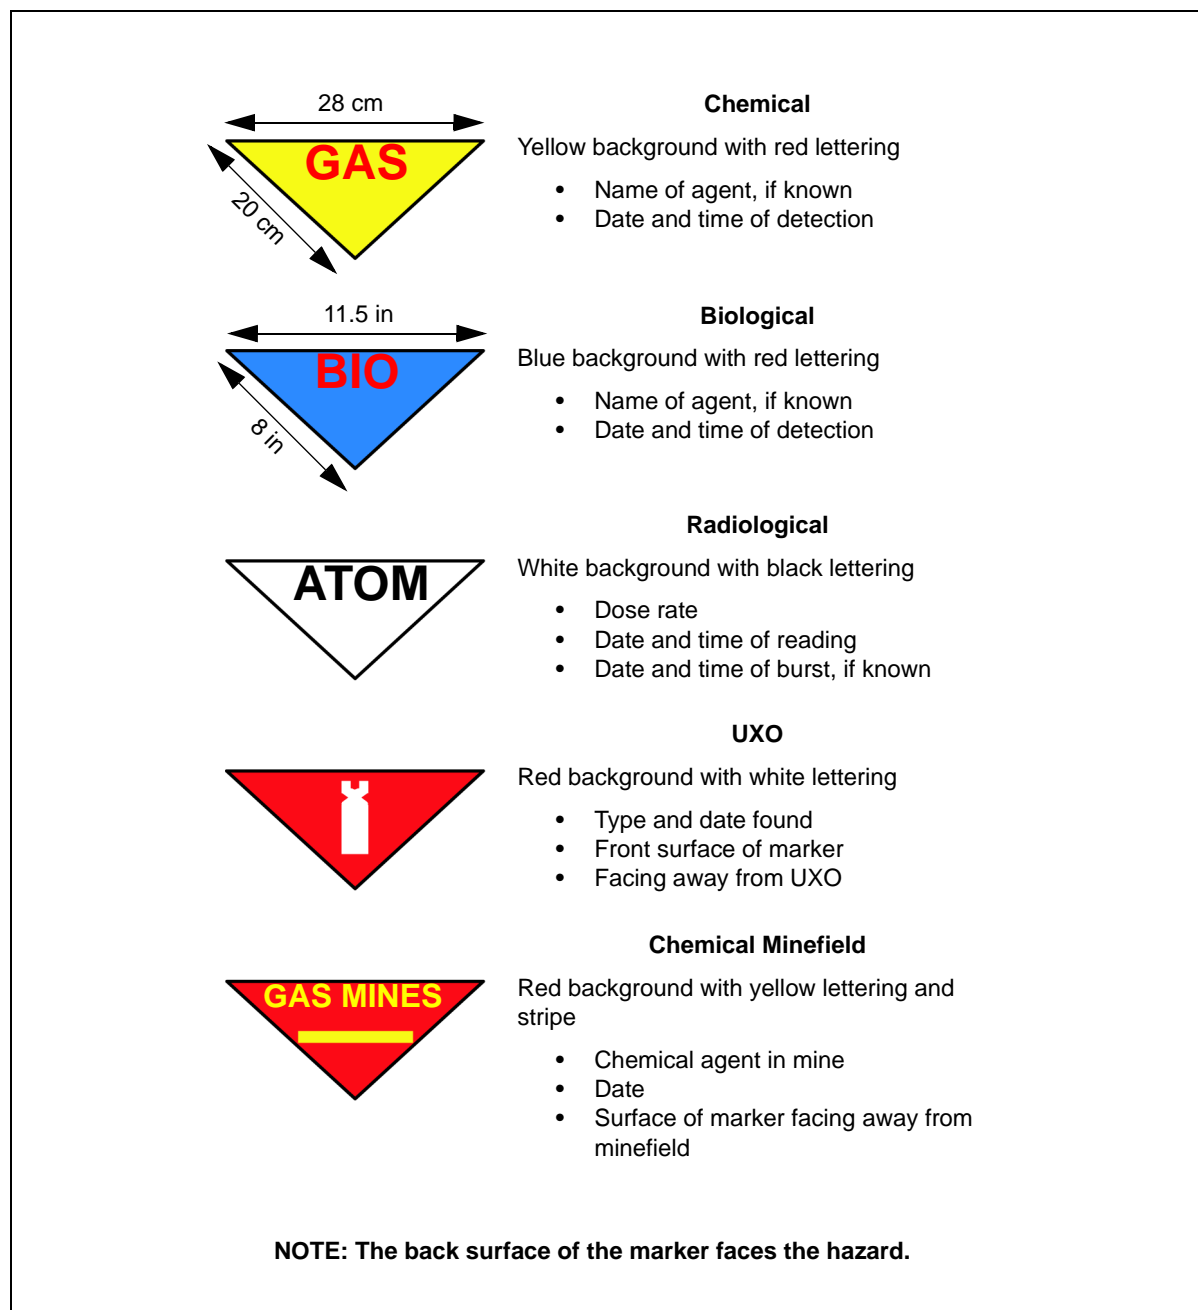 28 cm
GAS
20 cm
Chemical
Yellow background with red lettering
• Name of agent, if known
• Date and time of detection
11.5 in
BIO
8 in
Biological
Blue background with red lettering
• Name of agent, if known
• Date and time of detection
ATOM
Radiological
White background with black lettering
• Dose rate
• Date and time of reading
• Date and time of burst, if known
UXO
Red background with white lettering
• Type and date found
• Front surface of marker
• Facing away from UXO
GAS MINES
Chemical Minefield
Red background with yellow lettering and
stripe
• Chemical agent in mine
• Date
• Surface of marker facing away from
minefield
NOTE: The back surface of the marker faces the hazard.